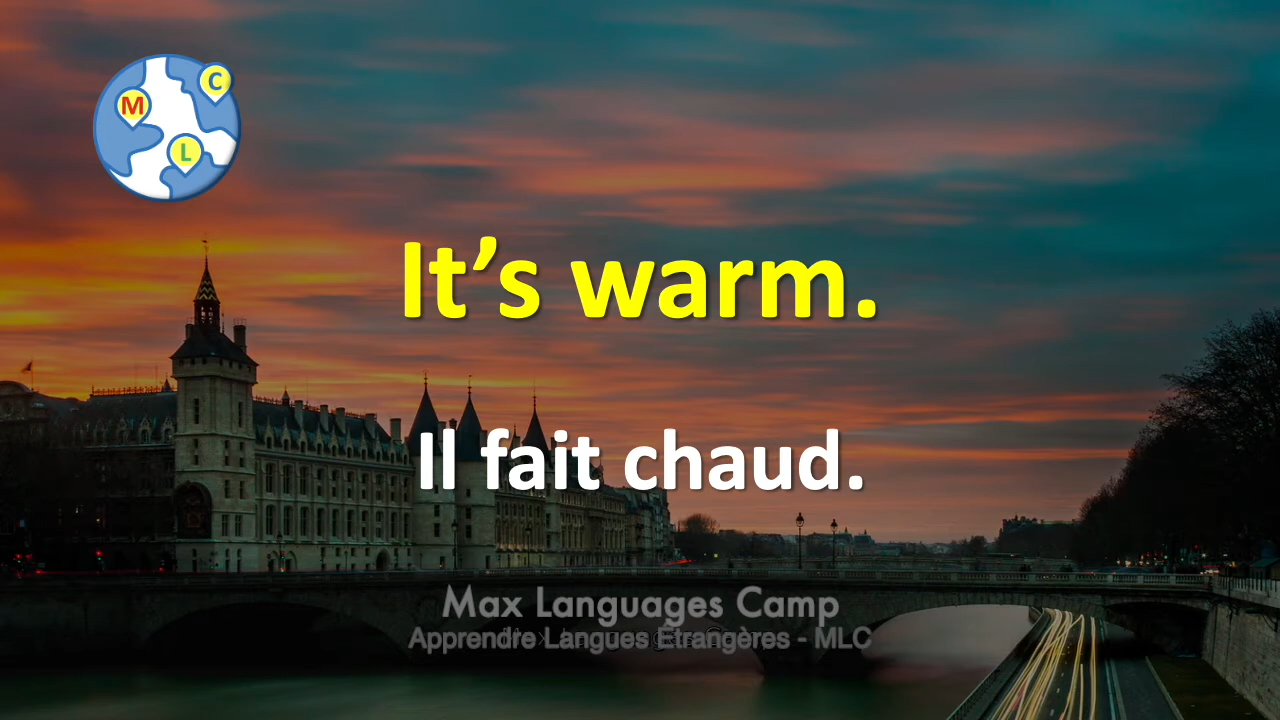 M
C
L
It's warm.
Il fait chaud.
Max Languages Camp
Apprendre Langues Étrangères - MLC